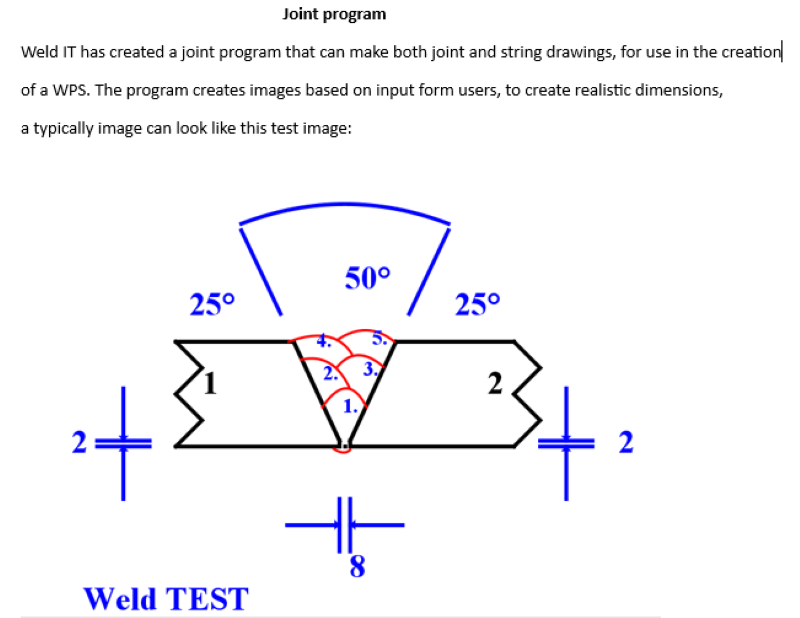 Joint program
Weld IT has created a joint program that can make both joint and string drawings, for use in the creation
of a WPS. The program creates images based on input form users, to create realistic dimensions,
a typically image can look like this test image:
50°
25°
25°
4.
5.
1
2.
3.
2
1.
2
2
8
Weld TEST